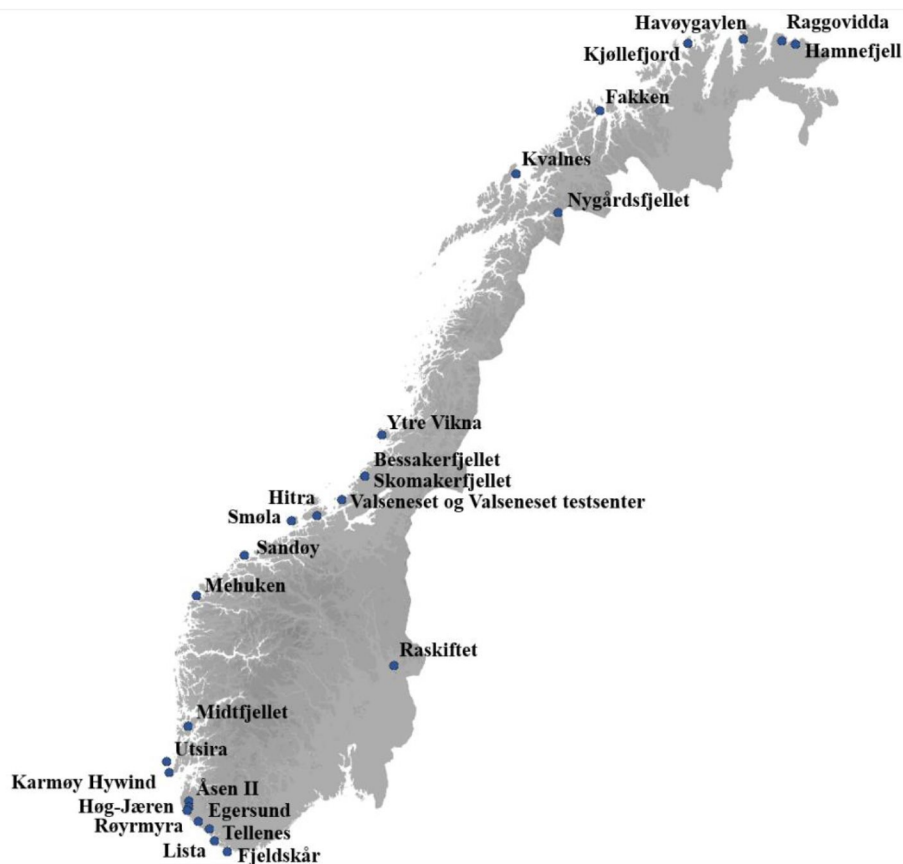 Havøygavlen
Raggovidda
Kjøllefjord
Hamnefjell
Fakken
Kvalnes
Nygårdsfjellet
Ytre Vikna
Bessakerfjellet
Skomakerfjellet
Hitra
Valseneset og Valseneset testsenter
Smøla
Sandøy
Mehuken
Raskiftet
Midtfjellet
Utsira
Karmøy Hywind
Åsen II
Høg-Jæren
Egersund
Røyrmyra
Tellenes
Lista
Fjeldskår